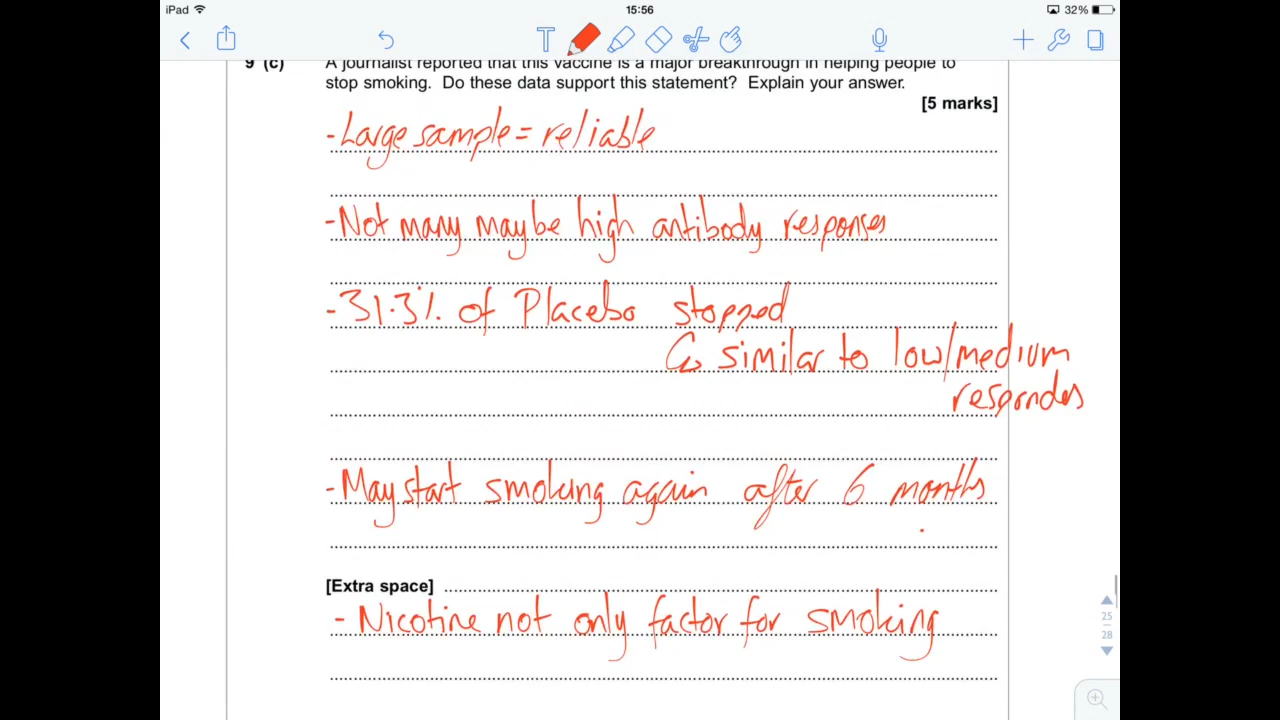 iPad 15:56 32%
9 (c) A journalist reported that this vaccine is a major breakthrough in helping people to
stop smoking. Do these data support this statement? Explain your answer.
[5 marks]
- Large sample = reliable
- Not many maybe high antibody responses
- 31.3% of Placebo stopped
↳ similar to low/medium
respondes
- May start smoking again after 6 months
[Extra space]
- Nicotine not only factor for smoking
25
28